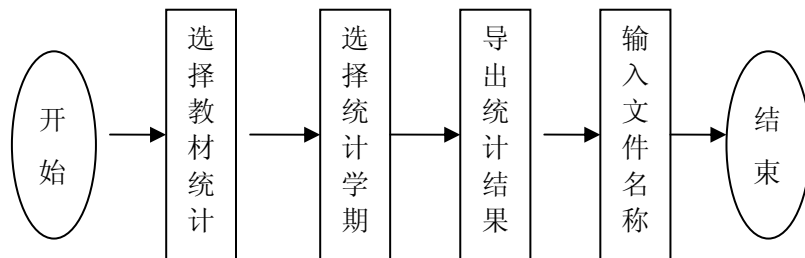 开始
选择教材统计
选择统计学期
导出统计结果
输入文件名称
结束